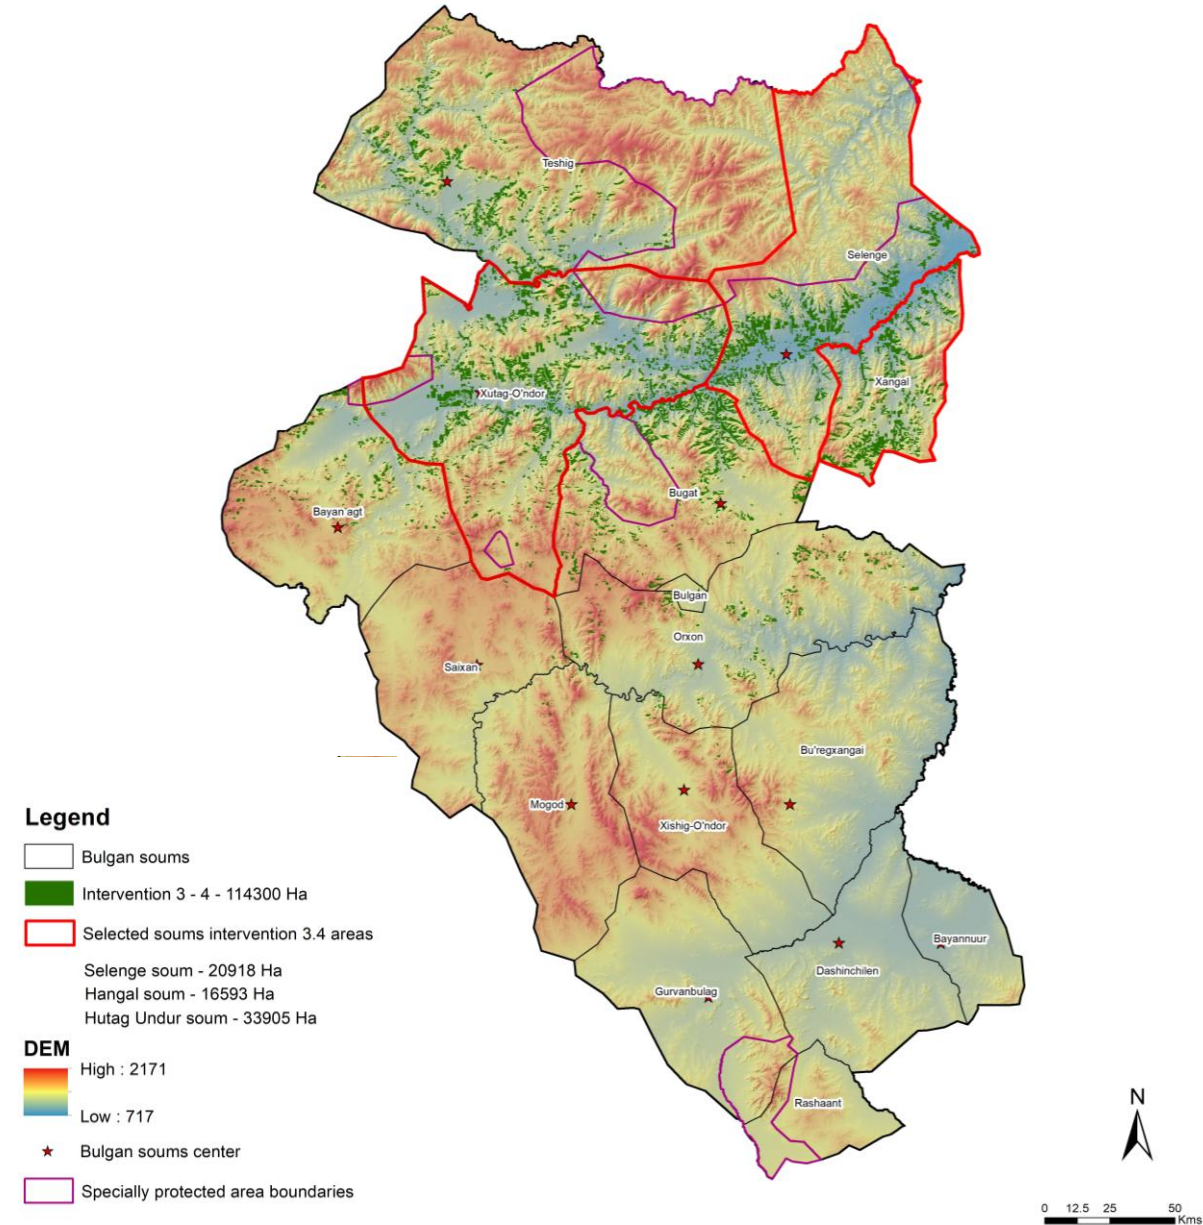 Teshig
Selenge
Xangal
Xutag-O'ndor
Bugat
Bayan agt
Bulgan
Orxon
Saixan
Bu'regxangai
Mogod
Xishig-O'ndor
Bayannuur
Dashinchilen
Gurvanbulag
Rashaant
Legend
Bulgan soums
Intervention 3 - 4 - 114300 Ha
Selected soums intervention 3.4 areas
Selenge soum - 20918 Ha
Hangal soum - 16593 Ha
Hutag Undur soum - 33905 Ha
DEM
High : 2171
Low : 717
Bulgan soums center
Specially protected area boundaries
N
0 12.5 25 50
Kms